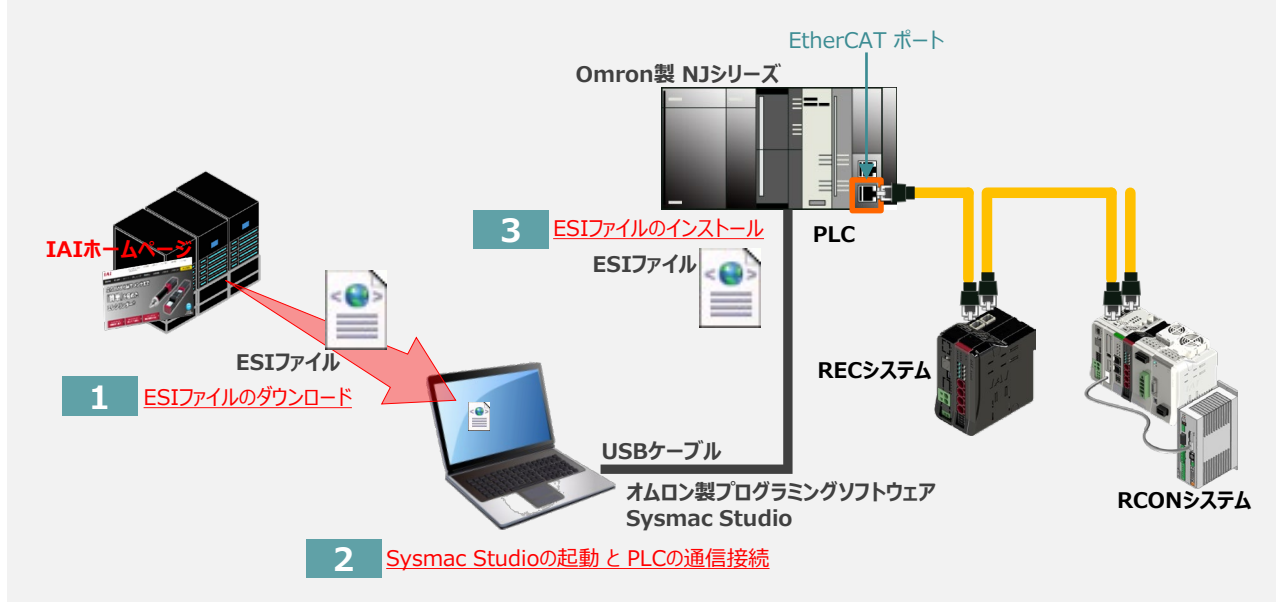 EtherCAT ポート
Omron製 NJシリーズ
IAIホームページ
3 ESIファイルのインストール
PLC
ESIファイル
ESIファイル
1 ESIファイルのダウンロード
RECシステム
USBケーブル
オムロン製プログラミングソフトウェア
Sysmac Studio
RCONシステム
2 Sysmac Studioの起動 と PLCの通信接続